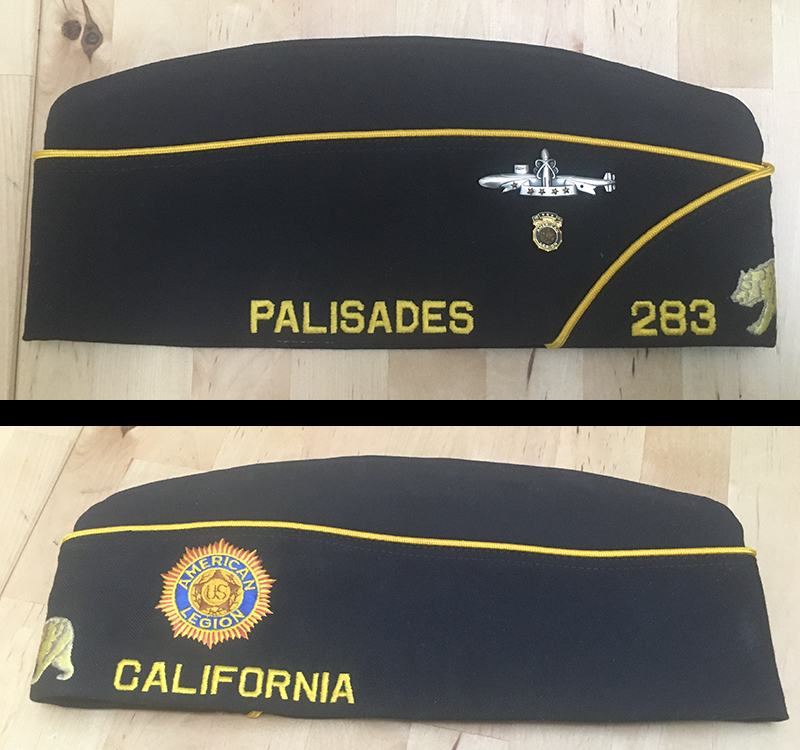 PALISADES
283
AMERICAN
US
LEGION
CALIFORNIA